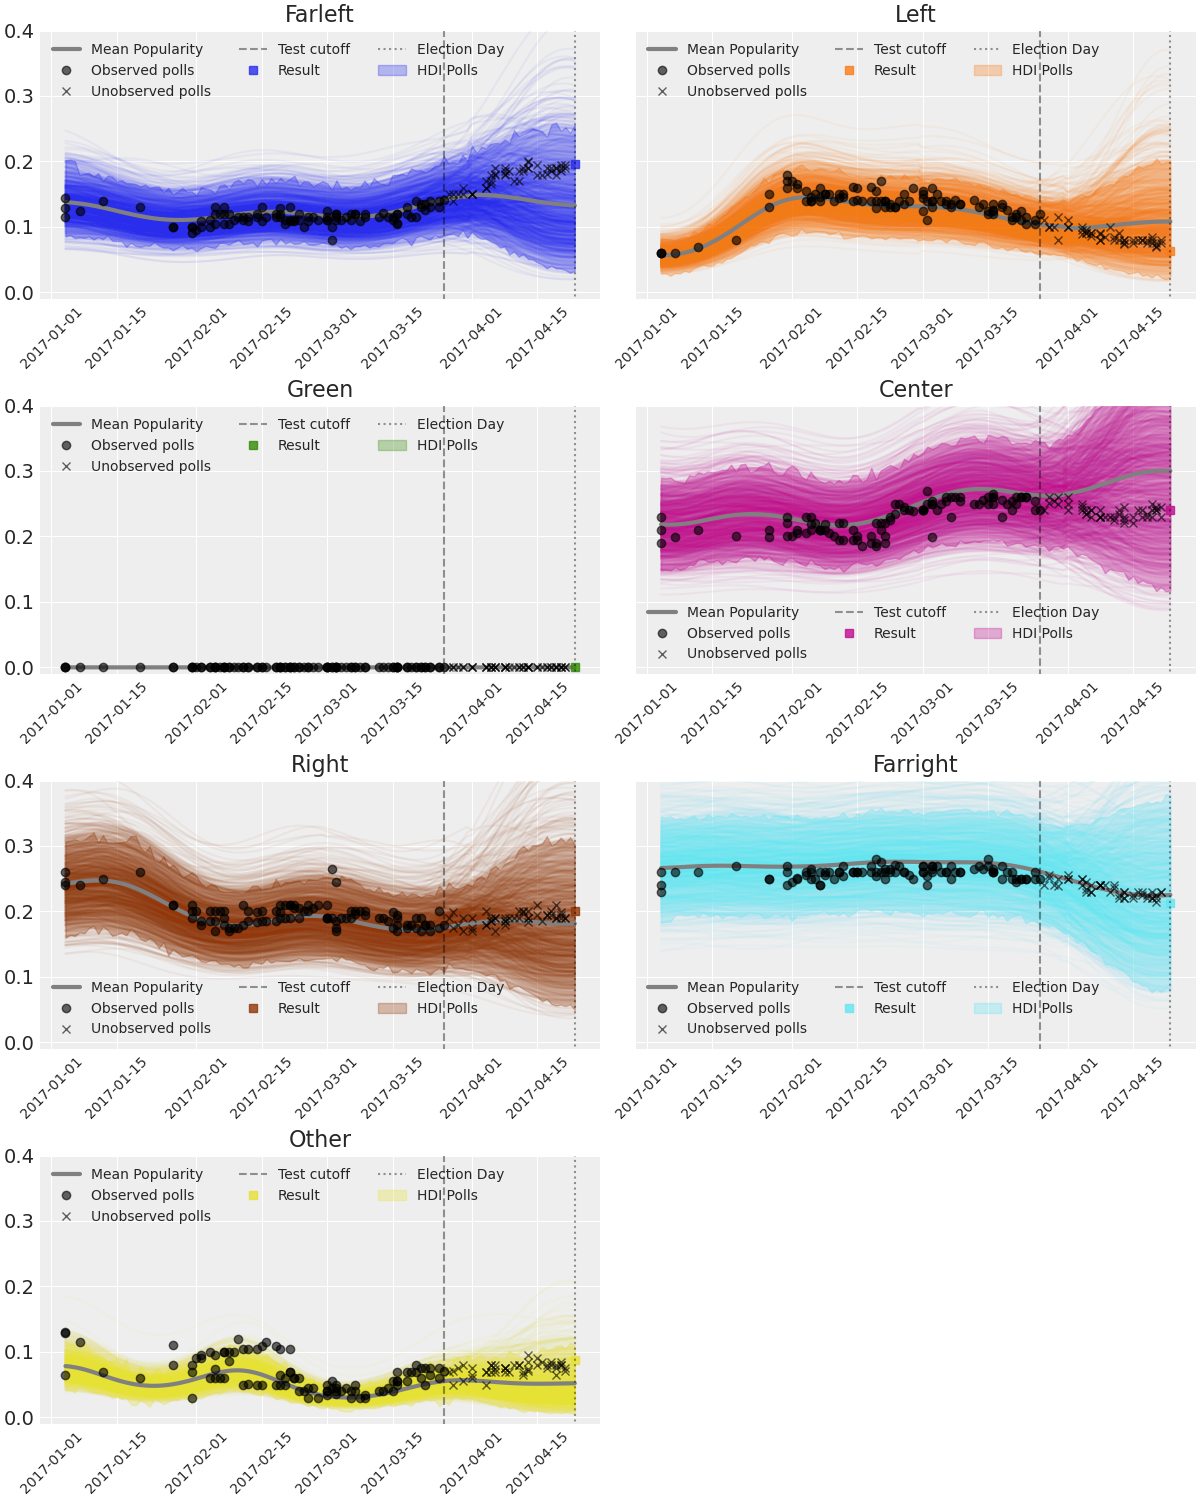 Farleft
Left
0.4
Mean Popularity Test cutoff Election Day
Observed polls Result HDI Polls
Unobserved polls
Mean Popularity Test cutoff Election Day
Observed polls Result HDI Polls
Unobserved polls
0.3
0.2
0.1
0.0
2017-01-01 2017-01-15 2017-02-01 2017-02-15 2017-03-01 2017-03-15 2017-04-01 2017-04-15
2017-01-01 2017-01-15 2017-02-01 2017-02-15 2017-03-01 2017-03-15 2017-04-01 2017-04-15
Green
Center
0.4
Mean Popularity Test cutoff Election Day
Observed polls Result HDI Polls
Unobserved polls
0.3
0.2
0.1
0.0
Mean Popularity Test cutoff Election Day
Observed polls Result HDI Polls
Unobserved polls
2017-01-01 2017-01-15 2017-02-01 2017-02-15 2017-03-01 2017-03-15 2017-04-01 2017-04-15
2017-01-01 2017-01-15 2017-02-01 2017-02-15 2017-03-01 2017-03-15 2017-04-01 2017-04-15
Right
Farright
0.4
0.3
0.2
0.1
0.0
Mean Popularity Test cutoff Election Day
Observed polls Result HDI Polls
Unobserved polls
Mean Popularity Test cutoff Election Day
Observed polls Result HDI Polls
Unobserved polls
2017-01-01 2017-01-15 2017-02-01 2017-02-15 2017-03-01 2017-03-15 2017-04-01 2017-04-15
2017-01-01 2017-01-15 2017-02-01 2017-02-15 2017-03-01 2017-03-15 2017-04-01 2017-04-15
Other
0.4
Mean Popularity Test cutoff Election Day
Observed polls Result HDI Polls
Unobserved polls
0.3
0.2
0.1
0.0
2017-01-01 2017-01-15 2017-02-01 2017-02-15 2017-03-01 2017-03-15 2017-04-01 2017-04-15